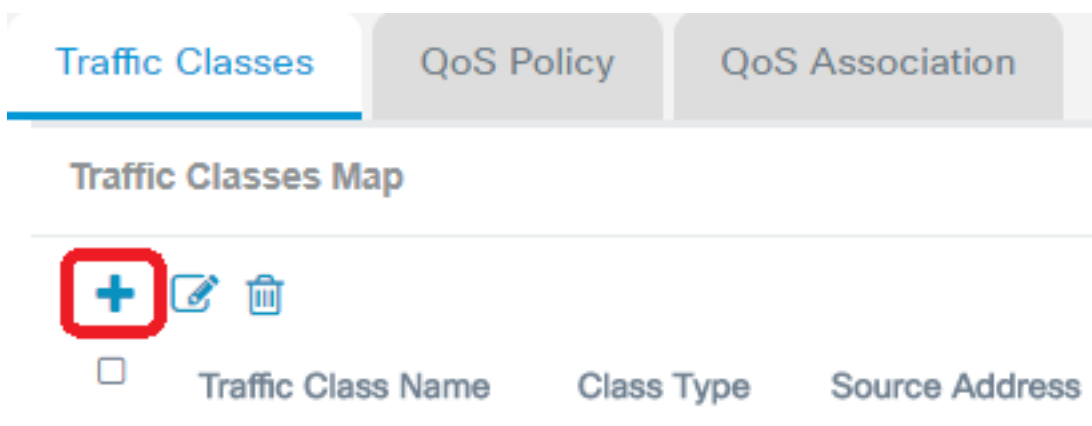 Traffic Classes QoS Policy QoS Association
Traffic Classes Map
Traffic Class Name Class Type Source Address